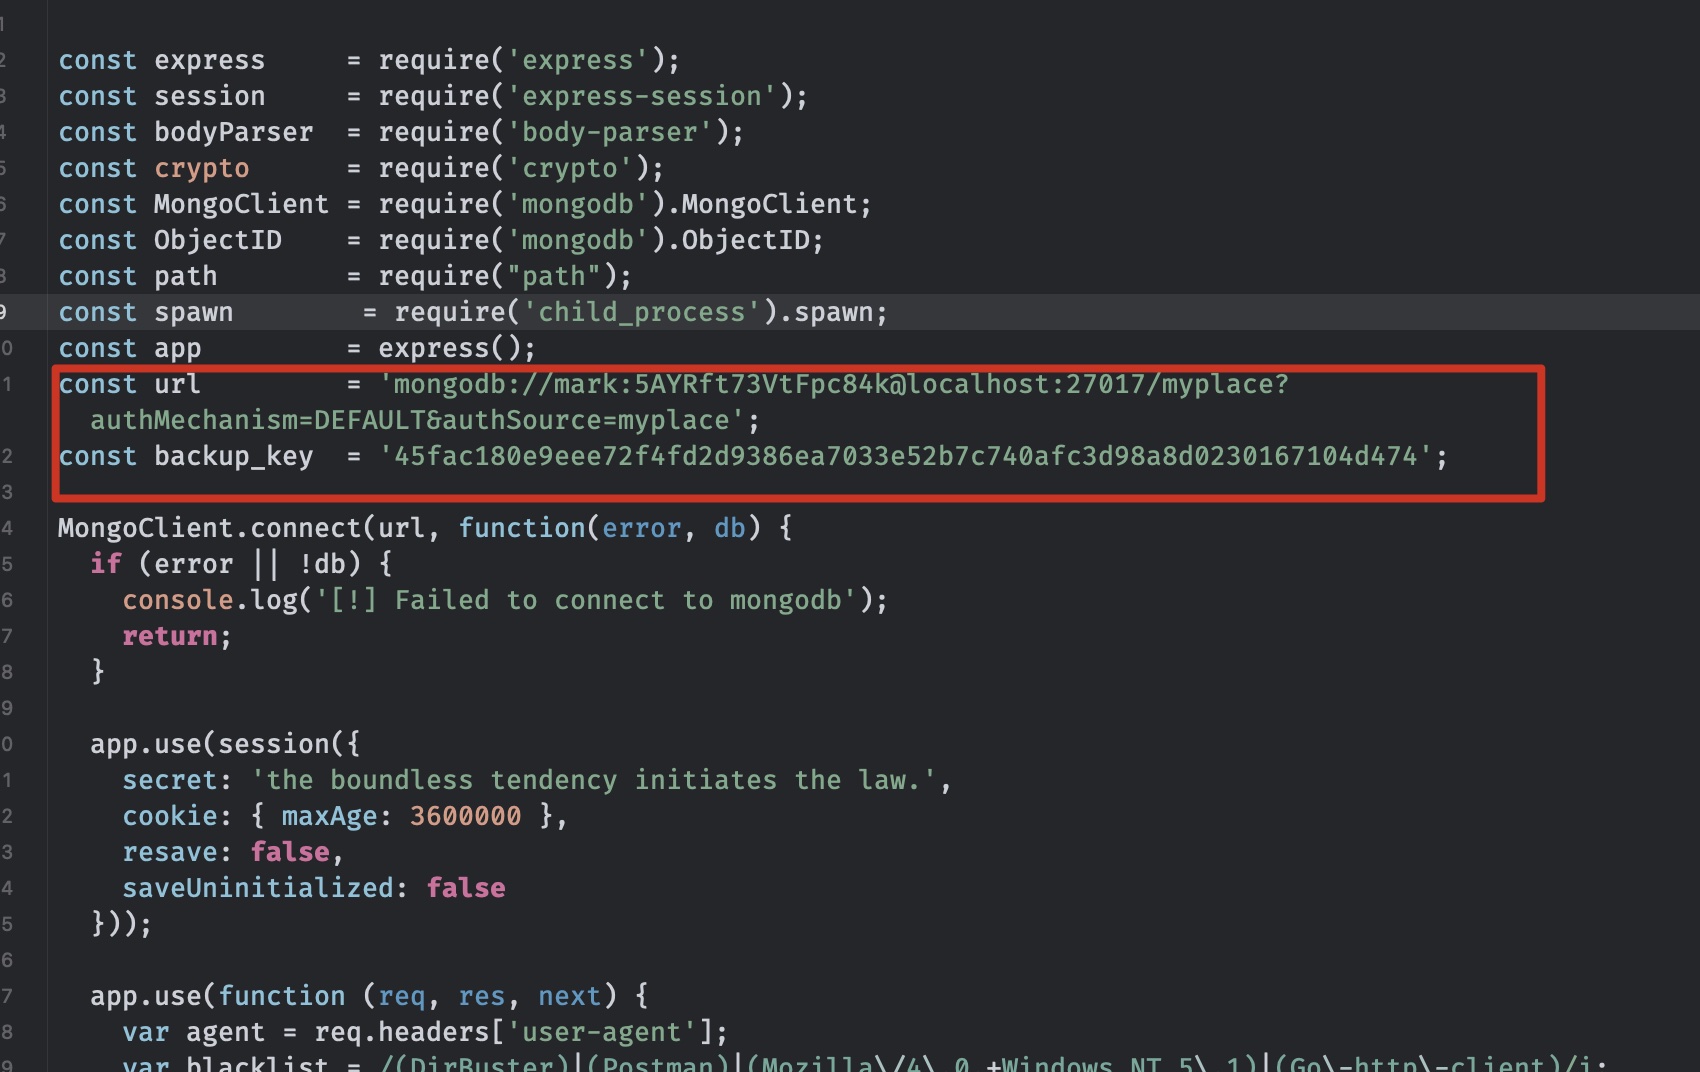 1
2 const express     = require('express');
3 const session     = require('express-session');
4 const bodyParser  = require('body-parser');
5 const crypto      = require('crypto');
6 const MongoClient = require('mongodb').MongoClient;
7 const ObjectID    = require('mongodb').ObjectID;
8 const path        = require("path");
9 const spawn        = require('child_process').spawn;
0 const app         = express();
1 const url         = 'mongodb://mark:5AYRft73VtFpc84k@localhost:27017/myplace?
authMechanism=DEFAULT&authSource=myplace';
2 const backup_key  = '45fac180e9eee72f4fd2d9386ea7033e52b7c740afc3d98a8d0230167104d474';
3
4 MongoClient.connect(url, function(error, db) {
5   if (error || !db) {
6     console.log('[!] Failed to connect to mongodb');
7     return;
8   }
9
0   app.use(session({
1     secret: 'the boundless tendency initiates the law.',
2     cookie: { maxAge: 3600000 },
3     resave: false,
4     saveUninitialized: false
5   }));
6
7   app.use(function (req, res, next) {
8     var agent = req.headers['user-agent'];
9     var blacklist = /(DirBuster)|(Postman)|(Mozilla\/4\.0.+Windows NT 5\.1)|(Go\-http\-client)/i;